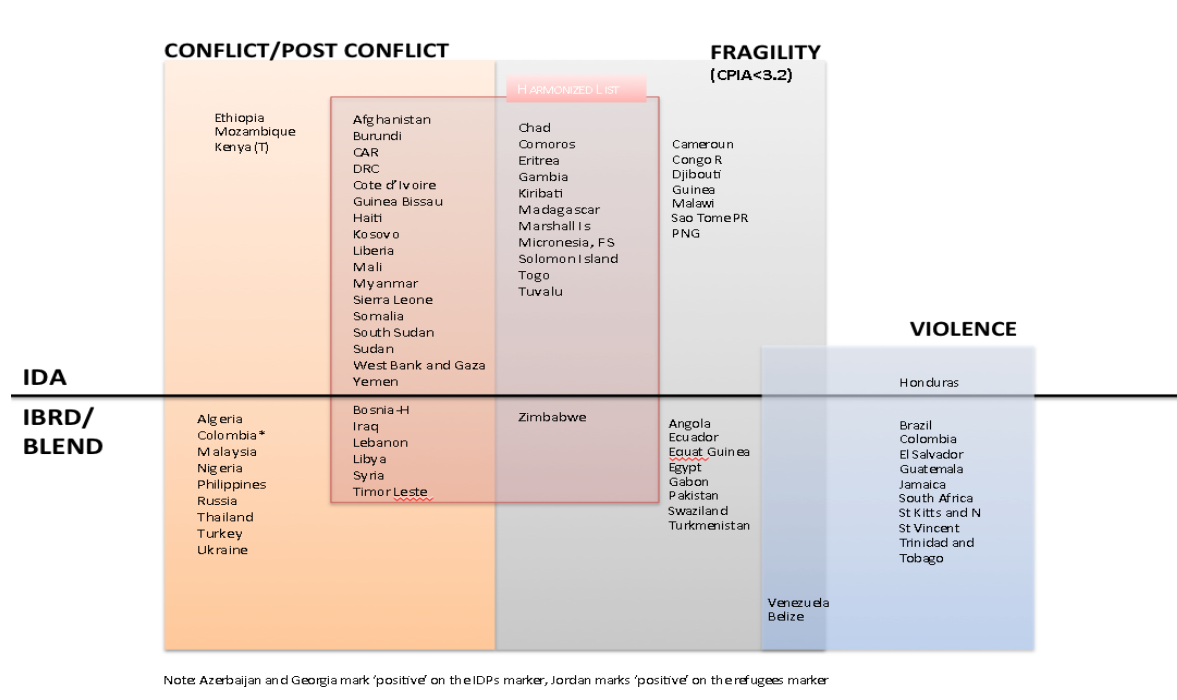 CONFLICT/POST CONFLICT
FRAGILITY
(CPIA<3.2)
HARMONIZED LIST
Ethiopia
Mozambique
Kenya (T)
Afghanistan
Burundi
CAR
DRC
Cote d'Ivoire
Guinea Bissau
Haiti
Kosovo
Liberia
Mali
Myanmar
Sierra Leone
Somalia
South Sudan
Sudan
West Bank and Gaza
Yemen
Chad
Comoros
Eritrea
Gambia
Kiribati
Madagascar
Marshall Is
Micronesia, FS
Solomon Island
Togo
Tuvalu
Cameroun
Congo R
Djibouti
Guinea
Malawi
Sao Tome PR
PNG
VIOLENCE
Honduras
IDA
IBRD/
BLEND
Algeria
Colombia*
Malaysia
Nigeria
Philippines
Russia
Thailand
Turkey
Ukraine
Bosnia-H
Iraq
Lebanon
Libya
Syria
Timor Leste
Zimbabwe
Angola
Ecuador
Equat Guinea
Egypt
Gabon
Pakistan
Swaziland
Turkmenistan
Brazil
Colombia
El Salvador
Guatemala
Jamaica
South Africa
St Kitts and N
St Vincent
Trinidad and
Tobago
Venezuela
Belize
Note: Azerbaijan and Georgia mark 'positive' on the IDPs marker, Jordan marks 'positive' on the refugees marker